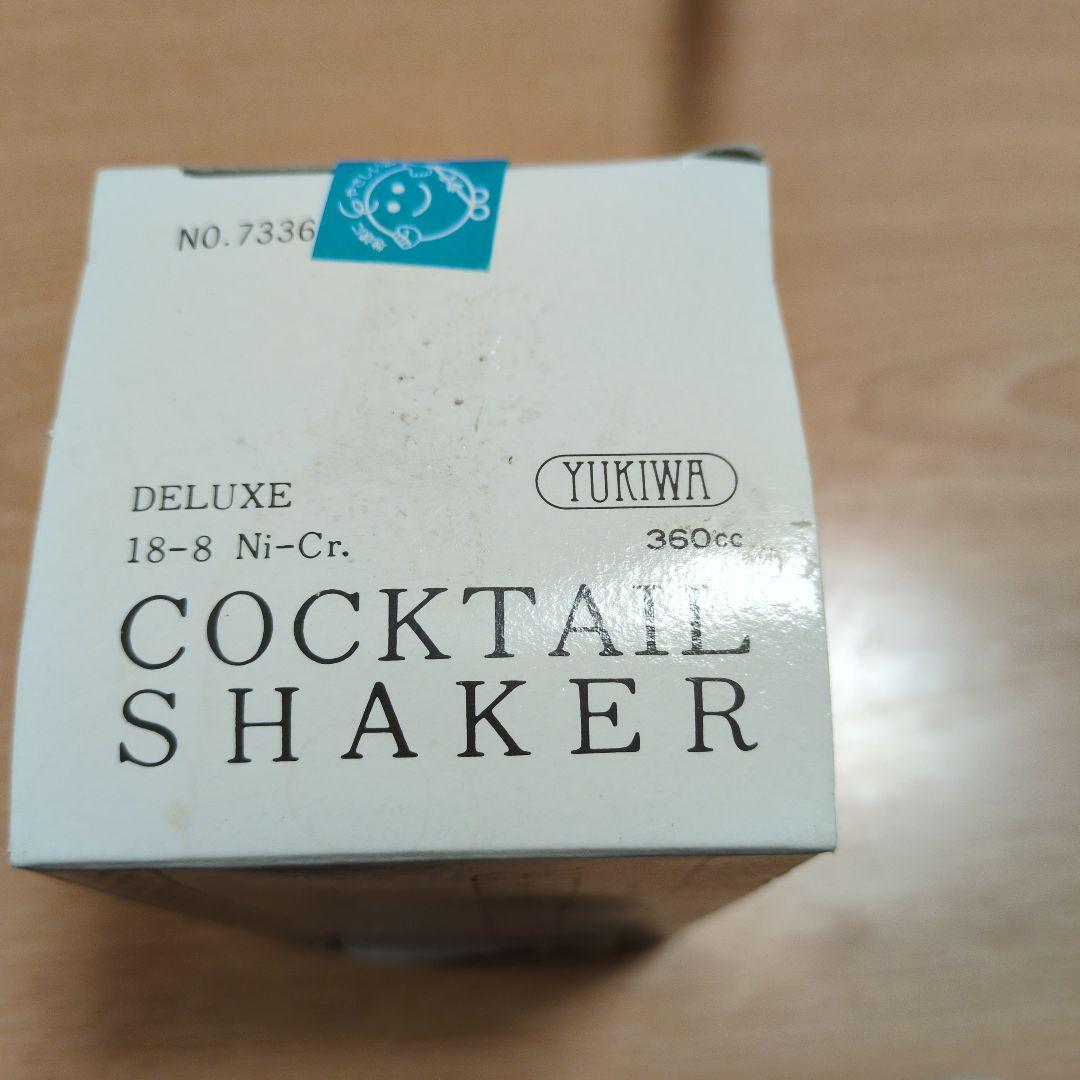 NO.7336
DELUXE
YUKIWA
18-8 Ni-Cr.
360cc
COCKTAIL
SHAKER